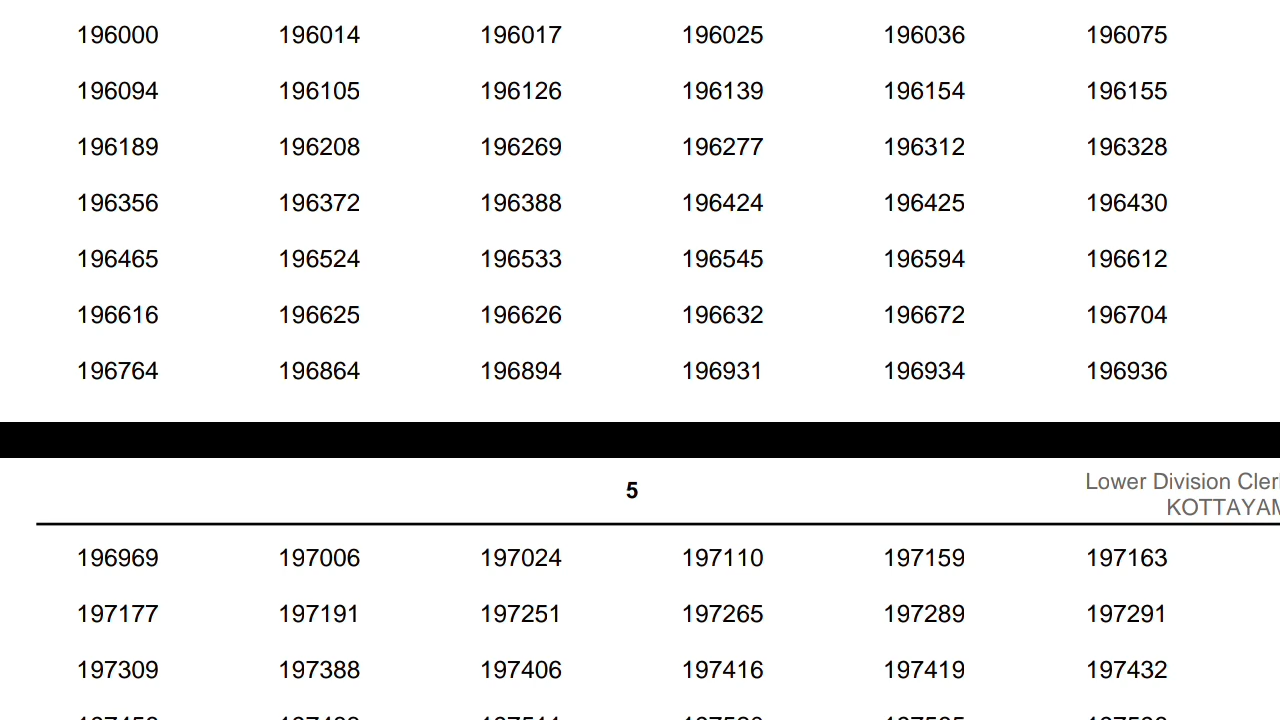 196000 196014 196017 196025 196036 196075
196094 196105 196126 196139 196154 196155
196189 196208 196269 196277 196312 196328
196356 196372 196388 196424 196425 196430
196465 196524 196533 196545 196594 196612
196616 196625 196626 196632 196672 196704
196764 196864 196894 196931 196934 196936
5 Lower Division Cler
KOTTAYAM
196969 197006 197024 197110 197159 197163
197177 197191 197251 197265 197289 197291
197309 197388 197406 197416 197419 197432